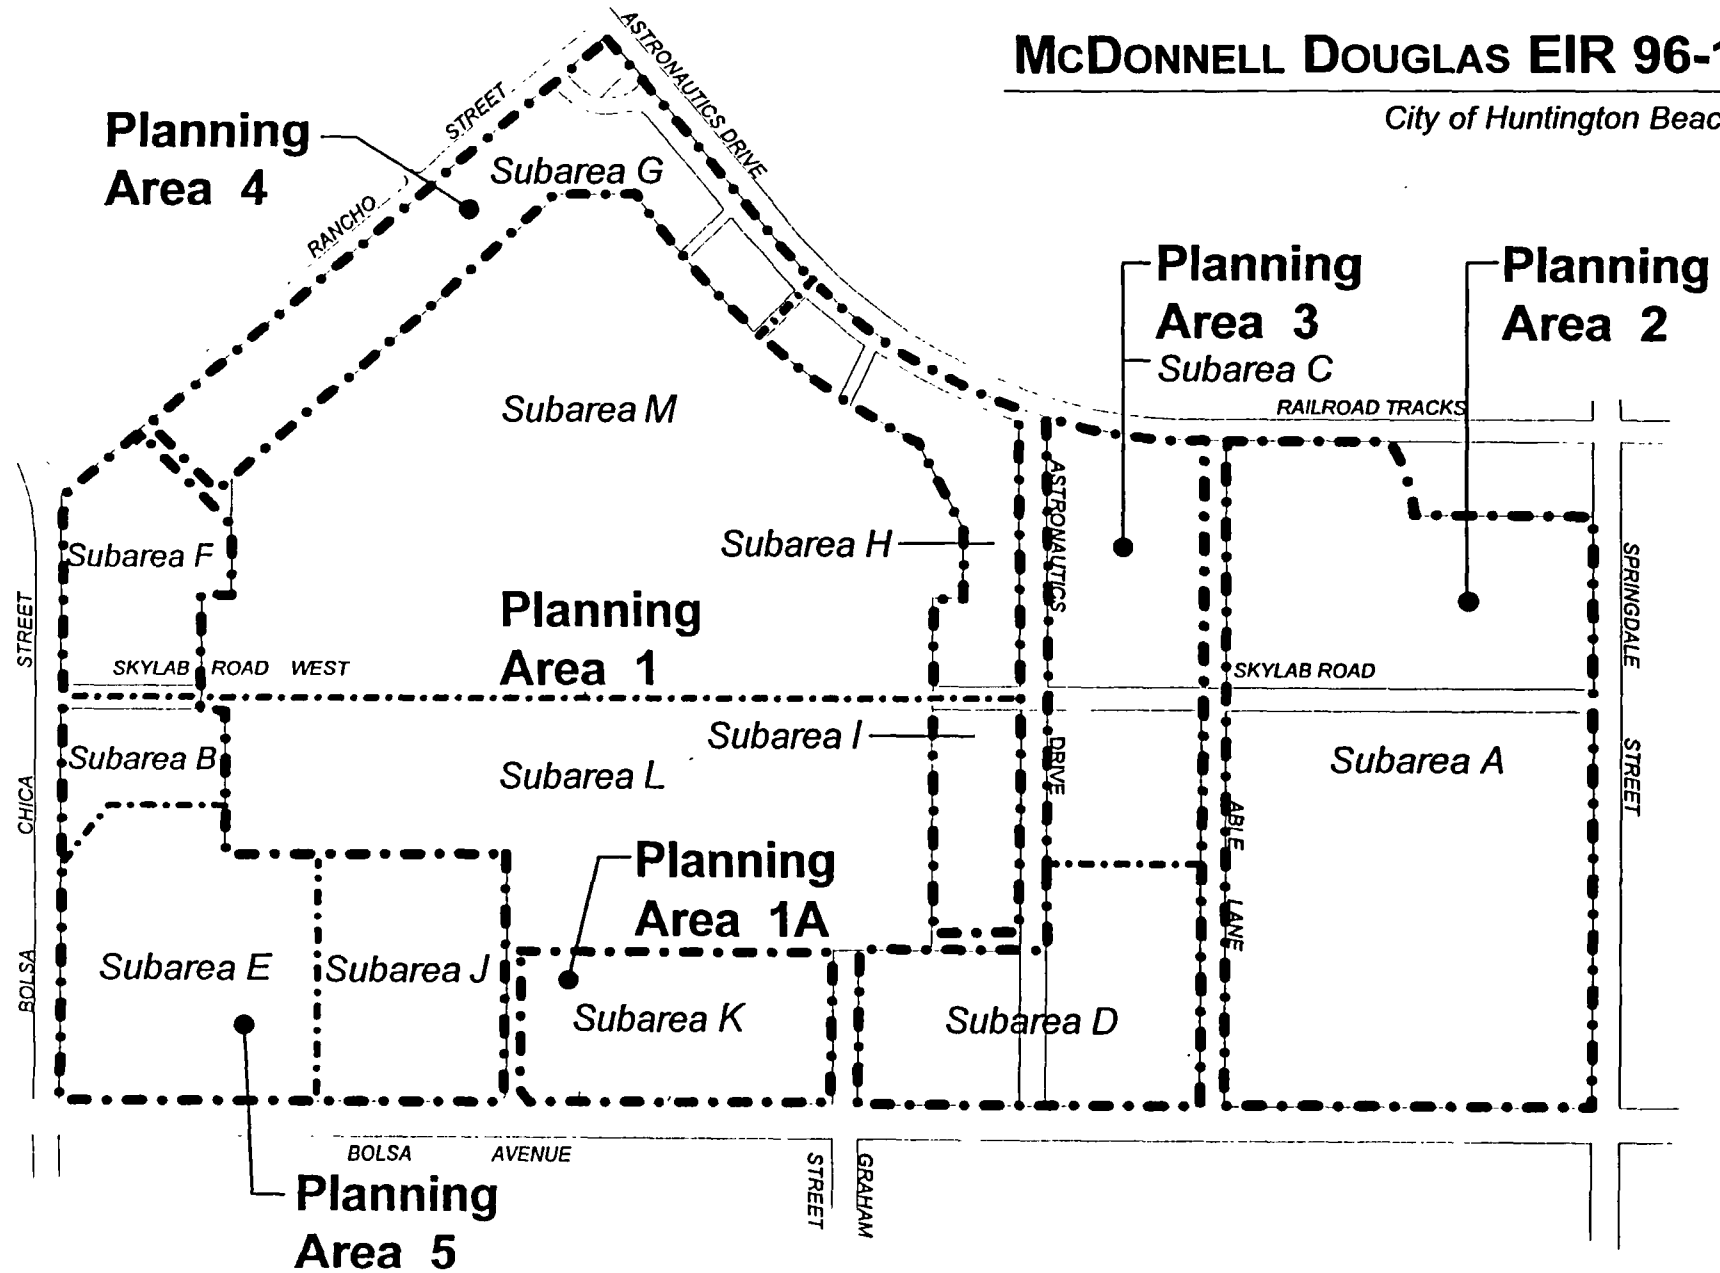 McDONNELL DOUGLAS EIR 96-1
City of Huntington Beac
ASTRONAUTICS DRIVE
RANCHO STREET
Planning
Area 4
Subarea G
Planning
Area 3
Subarea C
Planning
Area 2
RAILROAD TRACKS
Subarea M
ASTRONAUTICS
DRIVE
Subarea F
Subarea H
SPRINGDALE
STREET
Planning
Area 1
SKYLAB ROAD WEST
SKYLAB ROAD
BOLSA CHICA STREET
Subarea B
Subarea I
Subarea L
Subarea A
ABLE
LANE
Planning
Area 1A
Subarea E
Subarea J
Subarea K
Subarea D
BOLSA AVENUE
STREET
GRAHAM
Planning
Area 5